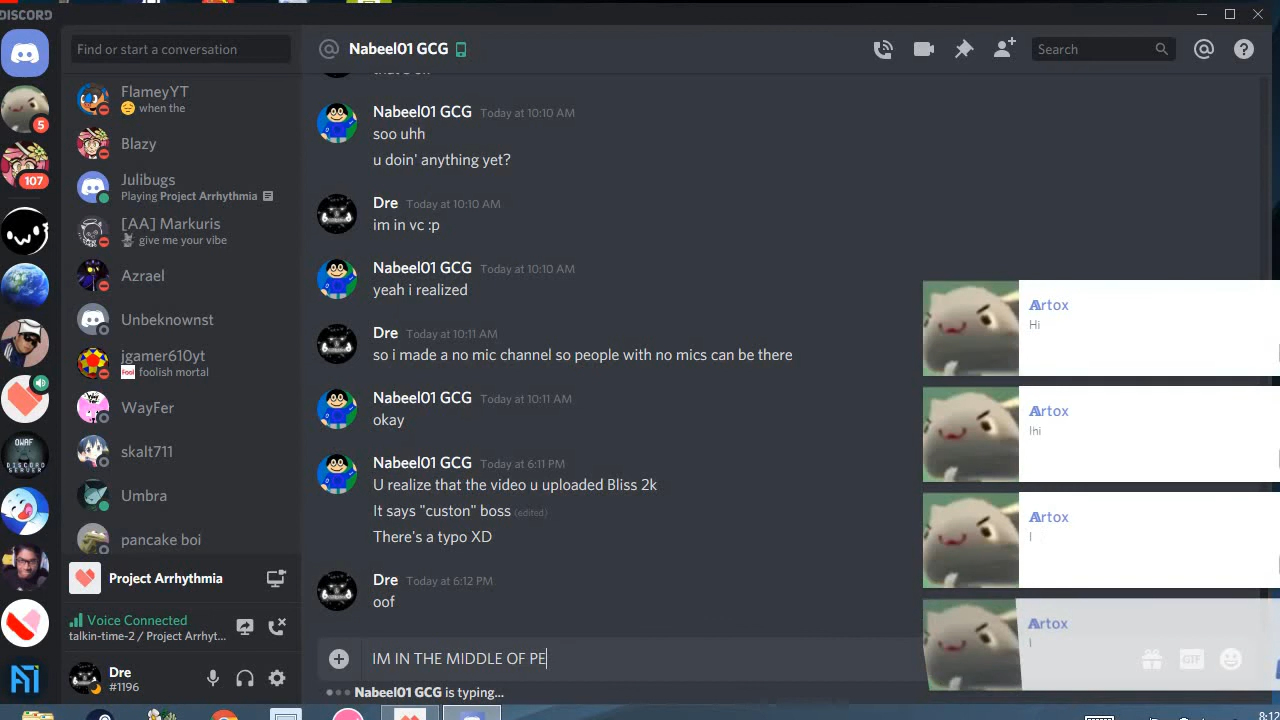 DISCORD
Find or start a conversation
Nabeel01 GCG
Search
5
107
FlameyYT
when the
Blazy
Julibugs
Playing Project Arrhythmia
[AA] Markuris
give me your vibe
Azrael
Unbeknownst
jgamer610yt
Fool foolish mortal
WayFer
skalt711
OWAF
DISCORD
SERVER
Umbra
pancake boi
Project Arrhythmia
Voice Connected
talkin-time-2 / Project Arrhyt...
Dre
#1196
Nabeel01 GCG Today at 10:10 AM
soo uhh
u doin' anything yet?
Dre Today at 10:10 AM
im in vc :p
Nabeel01 GCG Today at 10:10 AM
yeah i realized
Dre Today at 10:11 AM
so i made a no mic channel so people with no mics can be there
Nabeel01 GCG Today at 10:11 AM
okay
Nabeel01 GCG Today at 6:11 PM
U realize that the video u uploaded Bliss 2k
It says "custon" boss (edited)
There's a typo XD
Dre Today at 6:12 PM
oof
IM IN THE MIDDLE OF PE
GIF
Nabeel01 GCG is typing...
Artox
Hi
Artox
Artox
Artox
8:12